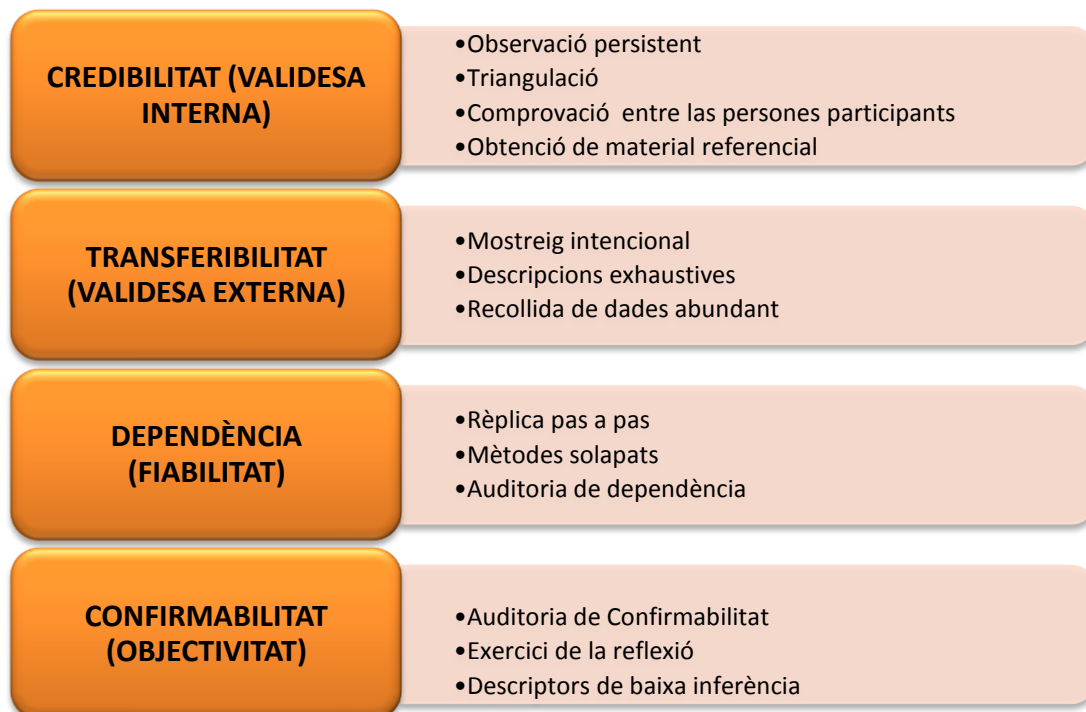 CREDIBILITAT (VALIDESA
INTERNA)
•Observació persistent
•Triangulació
•Comprovació  entre las persones participants
•Obtenció de material referencial
TRANSFERIBILITAT
(VALIDESA EXTERNA)
•Mostreig intencional
•Descripcions exhaustives
•Recollida de dades abundant
DEPENDÈNCIA
(FIABILITAT)
•Rèplica pas a pas
•Mètodes solapats
•Auditoria de dependència
CONFIRMABILITAT
(OBJECTIVITAT)
•Auditoria de Confirmabilitat
•Exercici de la reflexió
•Descriptors de baixa inferència